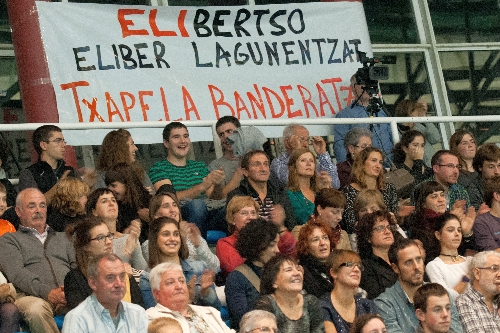 ELIBERTSO
ELIBER LAGUNENTZAT
TXAPELA BANDERATZ